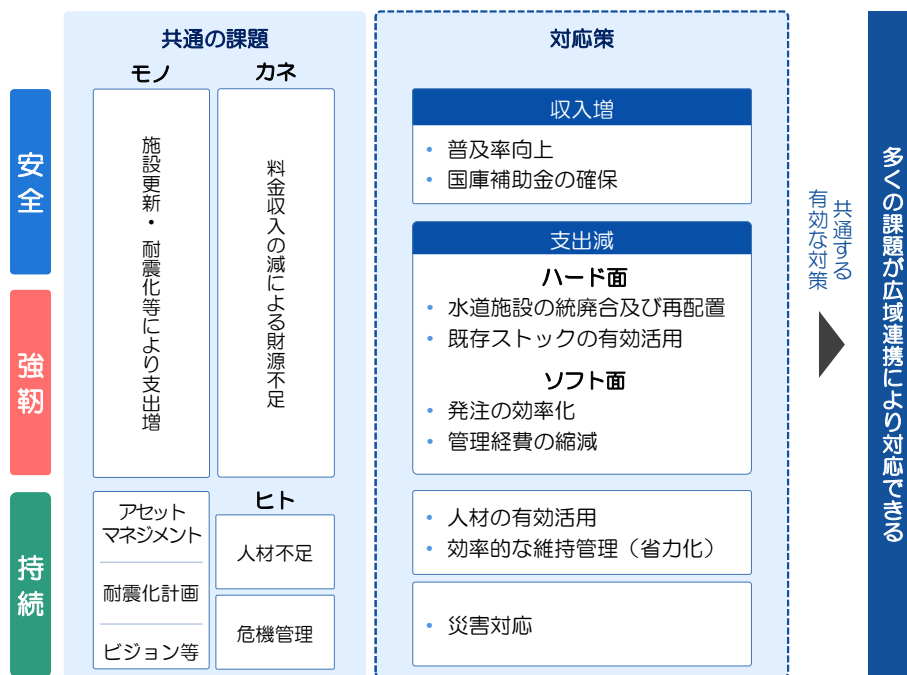 共通の課題
対応策
モノ
カネ
安全
強靭
持続
施設更新・耐震化等により支出増
料金収入の減による財源不足
アセット
マネジメント
耐震化計画
ビジョン等
ヒト
人材不足
危機管理
収入増
• 普及率向上
• 国庫補助金の確保
支出減
ハード面
• 水道施設の統廃合及び再配置
• 既存ストックの有効活用
ソフト面
• 発注の効率化
• 管理経費の縮減
• 人材の有効活用
• 効率的な維持管理（省力化）
• 災害対応
共通する
有効な対策
多くの課題が広域連携により対応できる